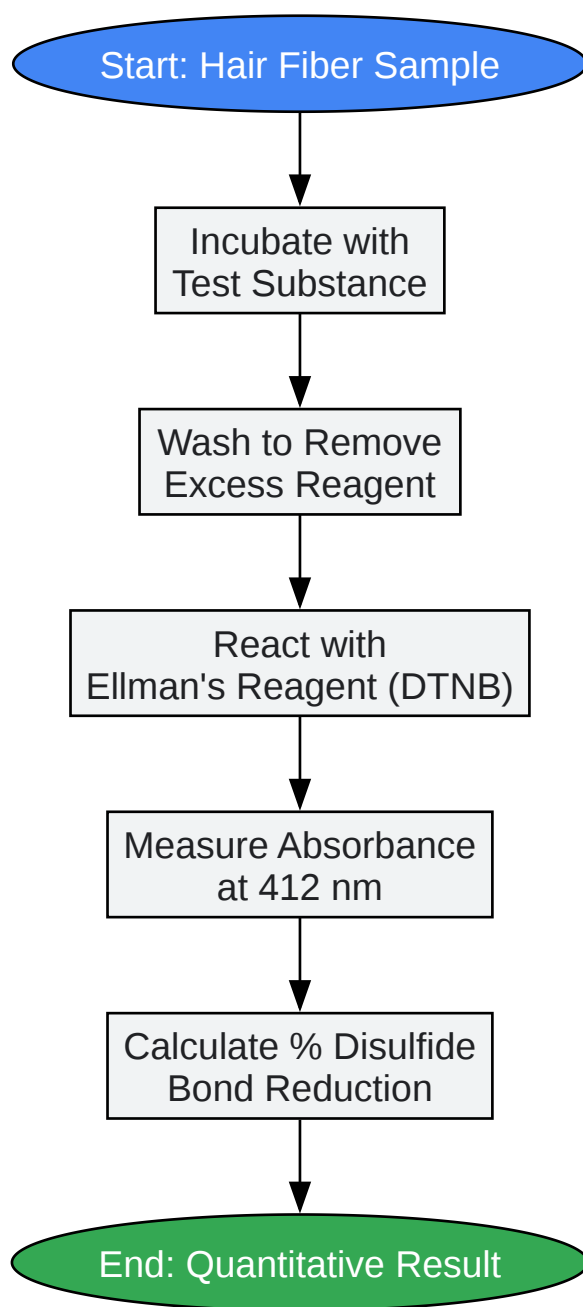 Start: Hair Fiber Sample
Incubate with
Test Substance
Wash to Remove
Excess Reagent
React with
Ellman's Reagent (DTNB)
Measure Absorbance
at 412 nm
Calculate % Disulfide
Bond Reduction
End: Quantitative Result